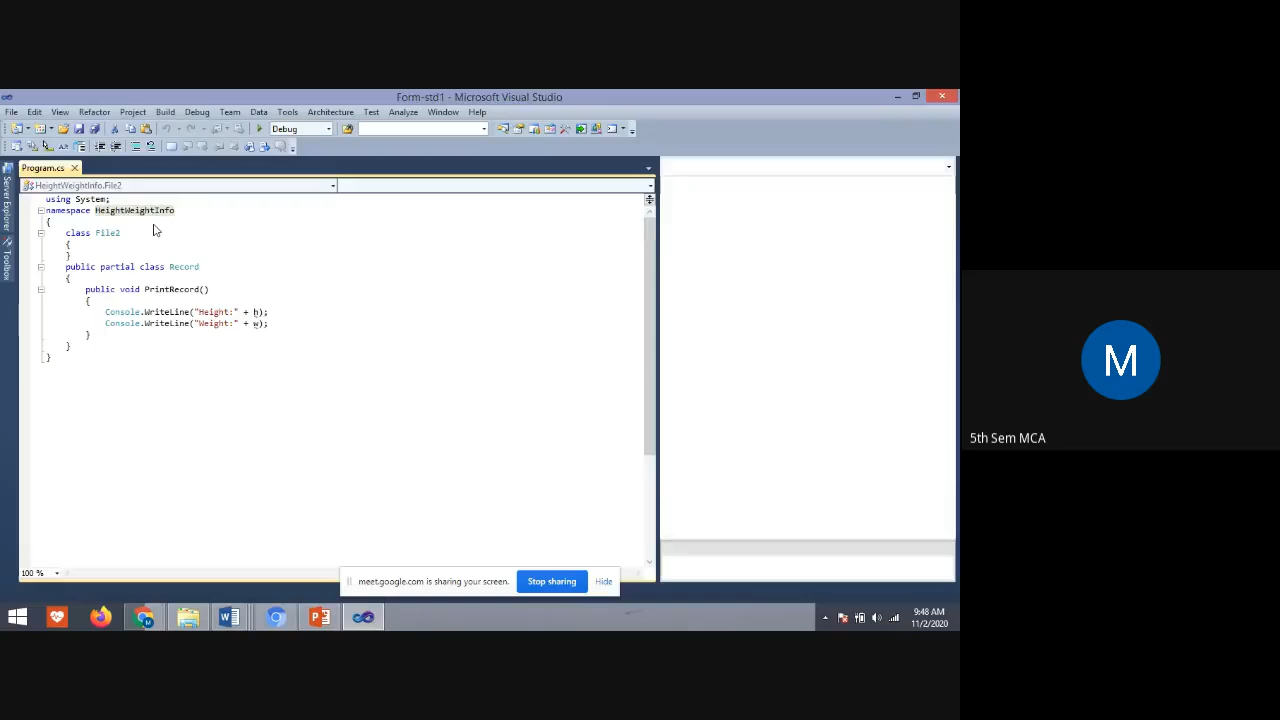 Form-std1 - Microsoft Visual Studio
File Edit View Refactor Project Build Debug Team Data Tools Architecture Test Analyze Window Help
Debug
Program.cs
HeightWeightInfo.File2
Server Explorer
Toolbox
using System;
namespace HeightWeightInfo
{
class File2
{
}
public partial class Record
{
public void PrintRecord()
{
Console.WriteLine("Height:" + h);
Console.WriteLine("Weight:" + w);
}
}
}
100 %
meet.google.com is sharing your screen. Stop sharing Hide
9:48 AM
11/2/2020
M
5th Sem MCA